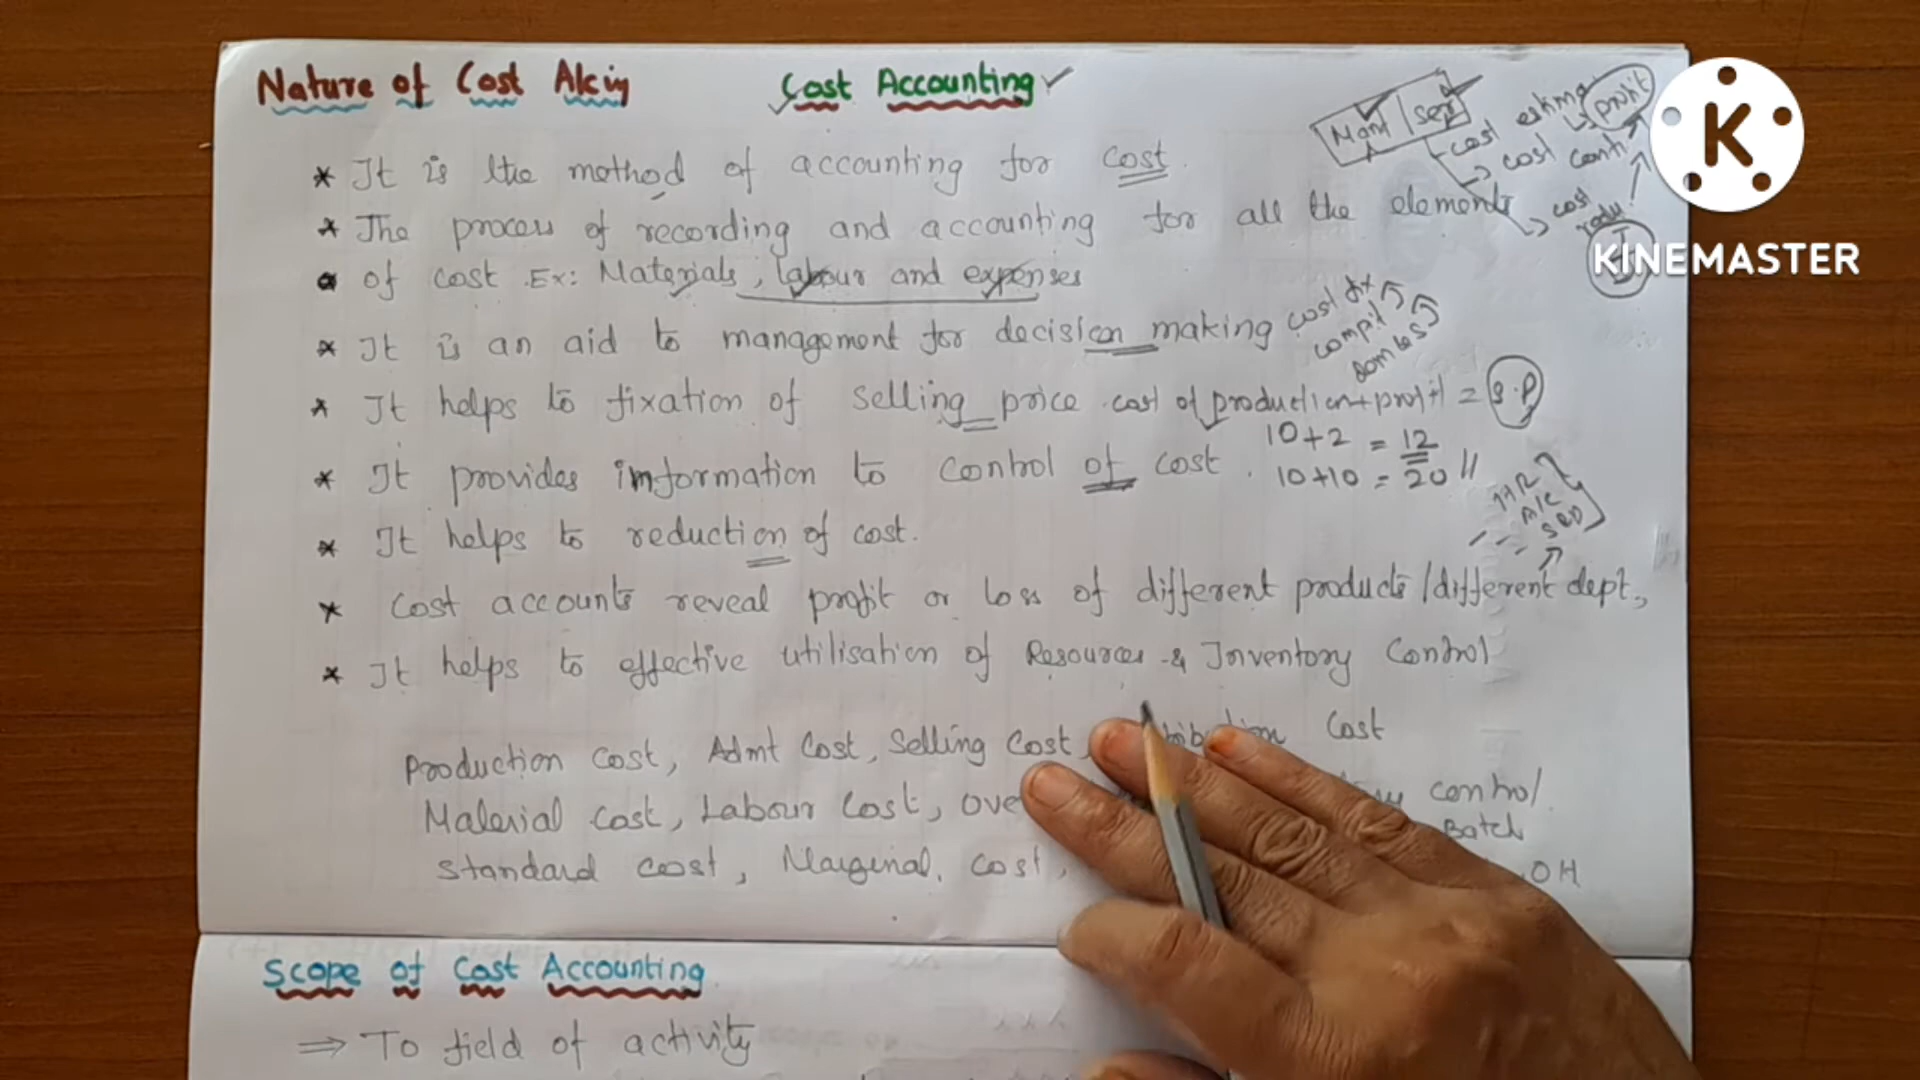 Nature of Cost A/cig
Cost Accounting
* It is the method of accounting for cost.
* The process of recording and accounting for all the elements
of cost. Ex: Materials, labour and expenses
* It is an aid to management for decision making
* It helps to fixation of selling price. cost of production + profit = S.P
10+2 = 12
10+10 = 20
* It provides information to control of cost.
* It helps to reduction of cost.
* Cost accounts reveal profit or loss of different products/different dept,
* It helps to effective utilisation of Resources & Inventory Control
Production Cost, Admt Cost, Selling Cost, Cost
Material Cost, Labour Cost, control
Batch
Standard cost, Marginal. Cost, OH
Scope of Cost Accounting
⇒ To field of activity
profit
cost
cost
cost
K
KINEMASTER